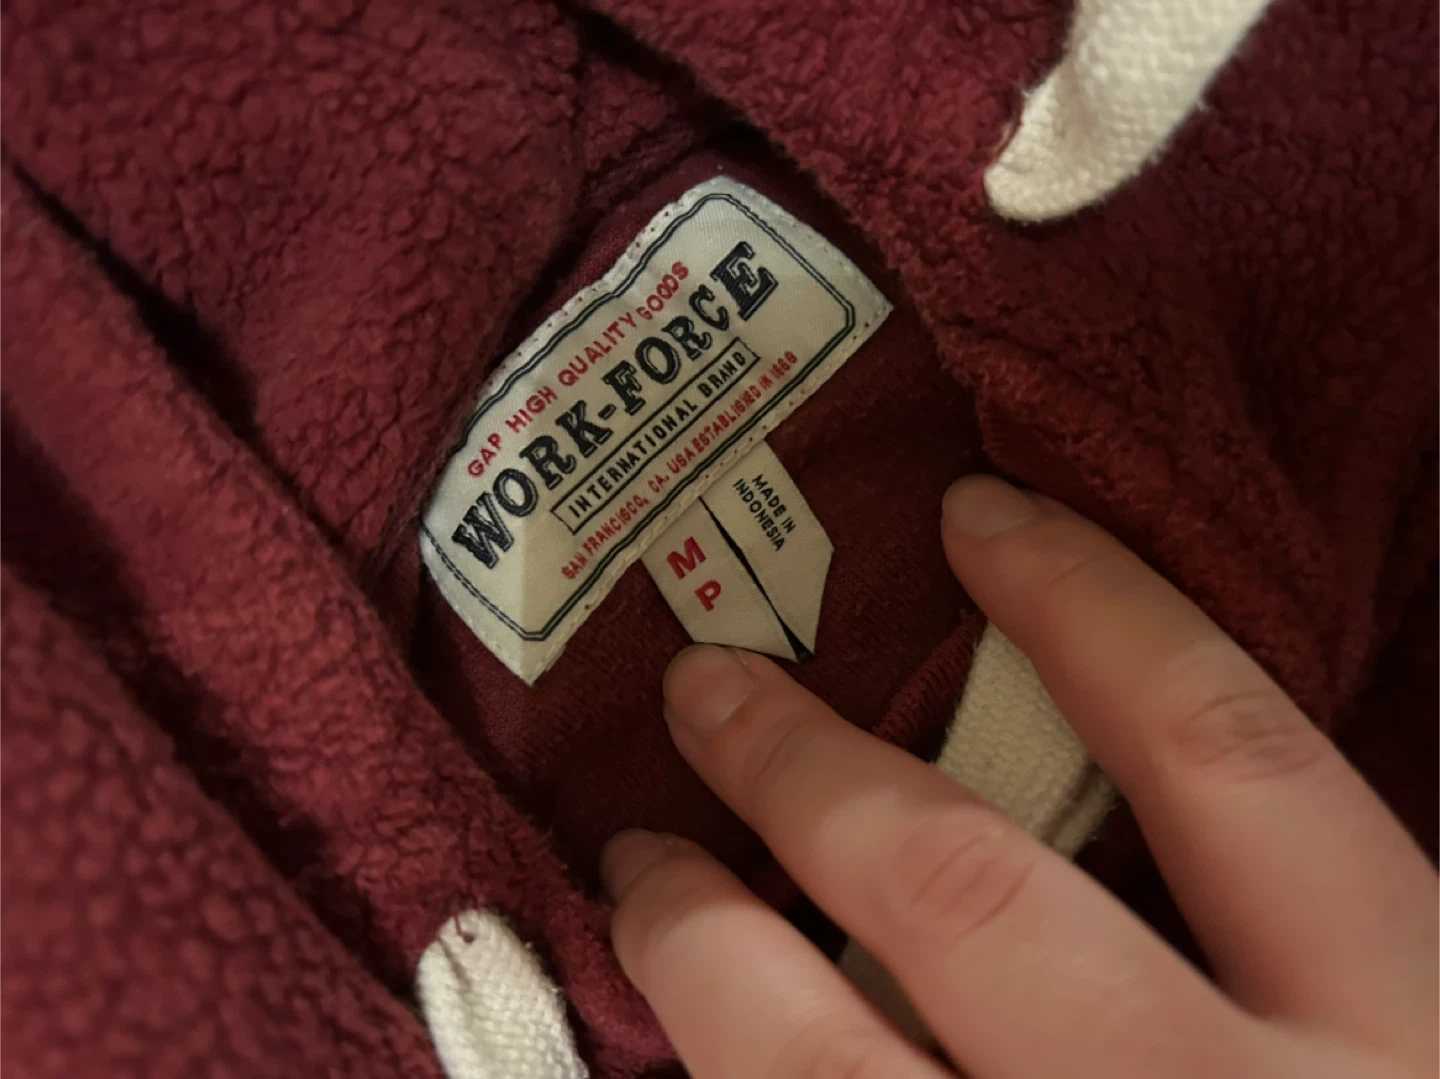 GAP HIGH QUALITY GOODS
WORK-FORCE
INTERNATIONAL BRAND
SAN FRANCISCO, CA. USA ESTABLISHED IN 1969
M
P
MADE IN
INDONESIA